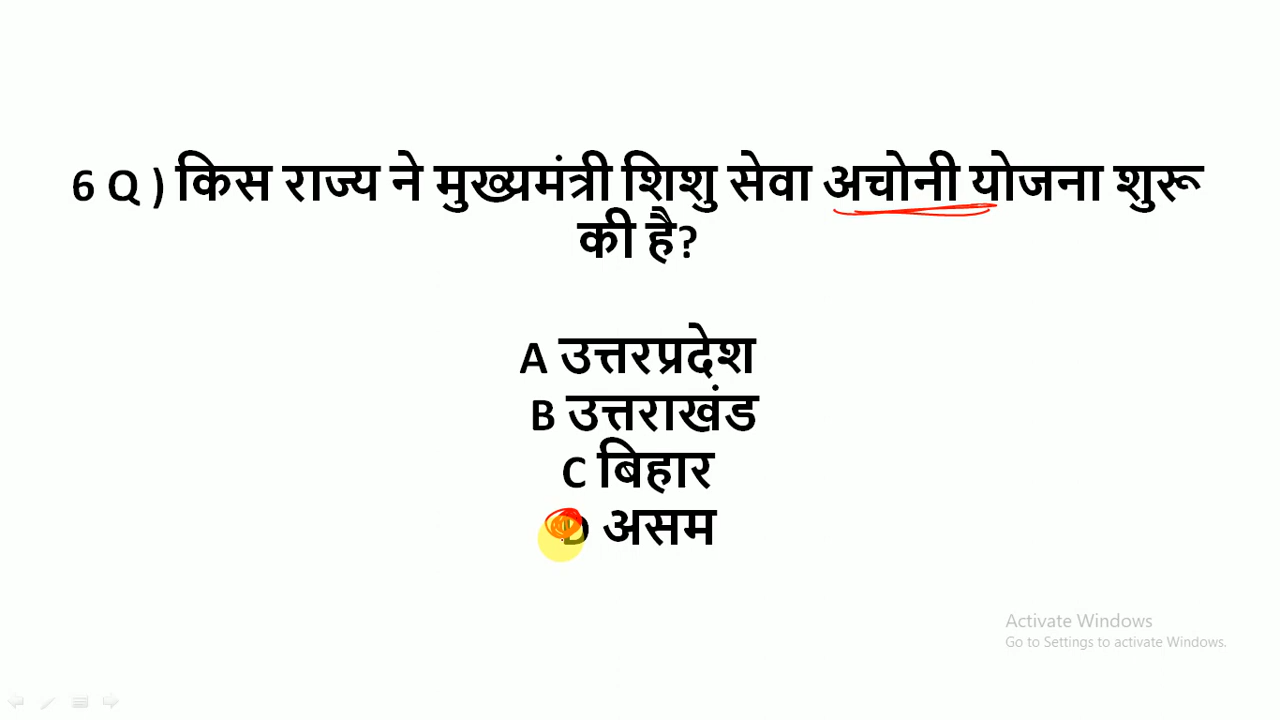 6 Q ) किस राज्य ने मुख्यमंत्री शिशु सेवा अचोनी योजना शुरू
की है?
A उत्तरप्रदेश
B उत्तराखंड
C बिहार
D असम
Activate Windows
Go to Settings to activate Windows.